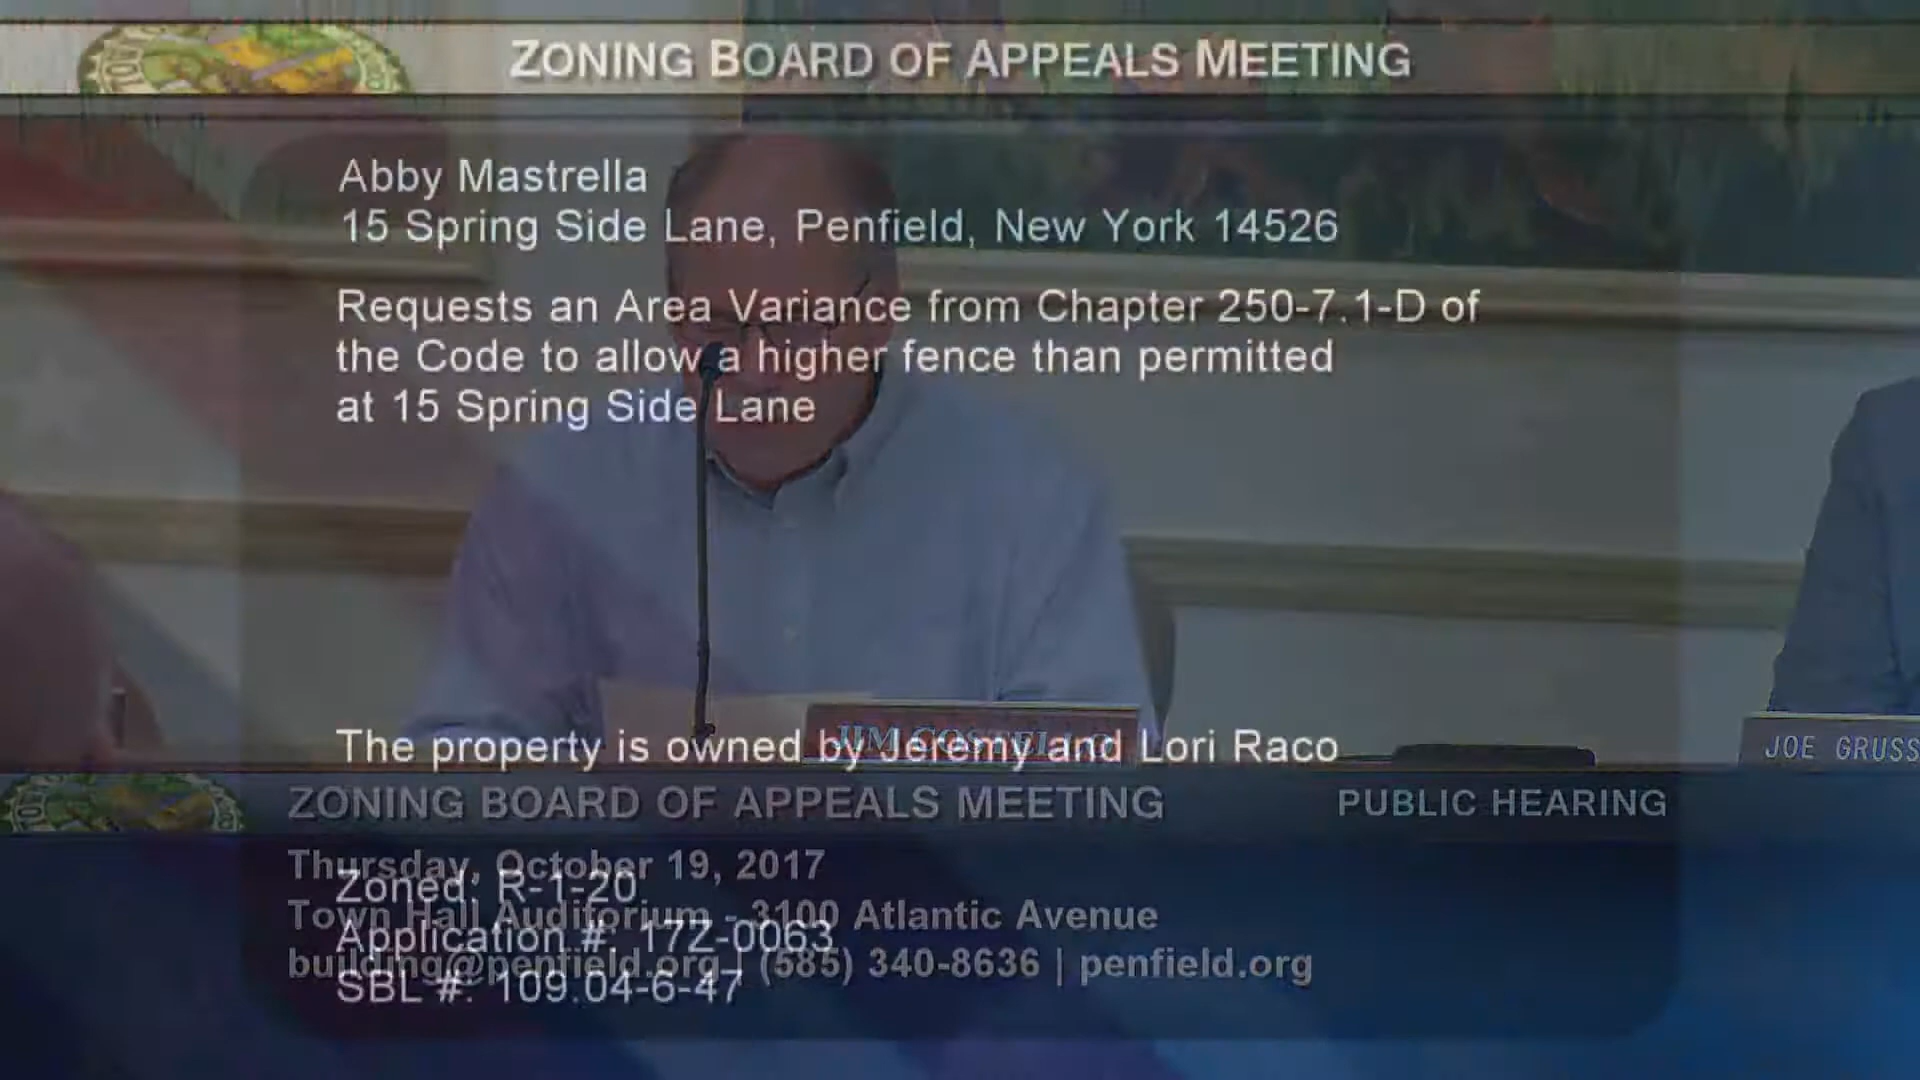 ZONING BOARD OF APPEALS MEETING
Abby Mastrella
15 Spring Side Lane, Penfield, New York 14526
Requests an Area Variance from Chapter 250-7.1-D of
the Code to allow a higher fence than permitted
at 15 Spring Side Lane
JIM COSTELLO
The property is owned by Jeremy and Lori Raco
JOE GRUSS
ZONING BOARD OF APPEALS MEETING
PUBLIC HEARING
Thursday, October 19, 2017
Zoned: R-1-20
Town Hall Auditorium - 3100 Atlantic Avenue
Application #: 17Z-0063
building@penfield.org | (585) 340-8636 | penfield.org
SBL #: 109.04-6-47